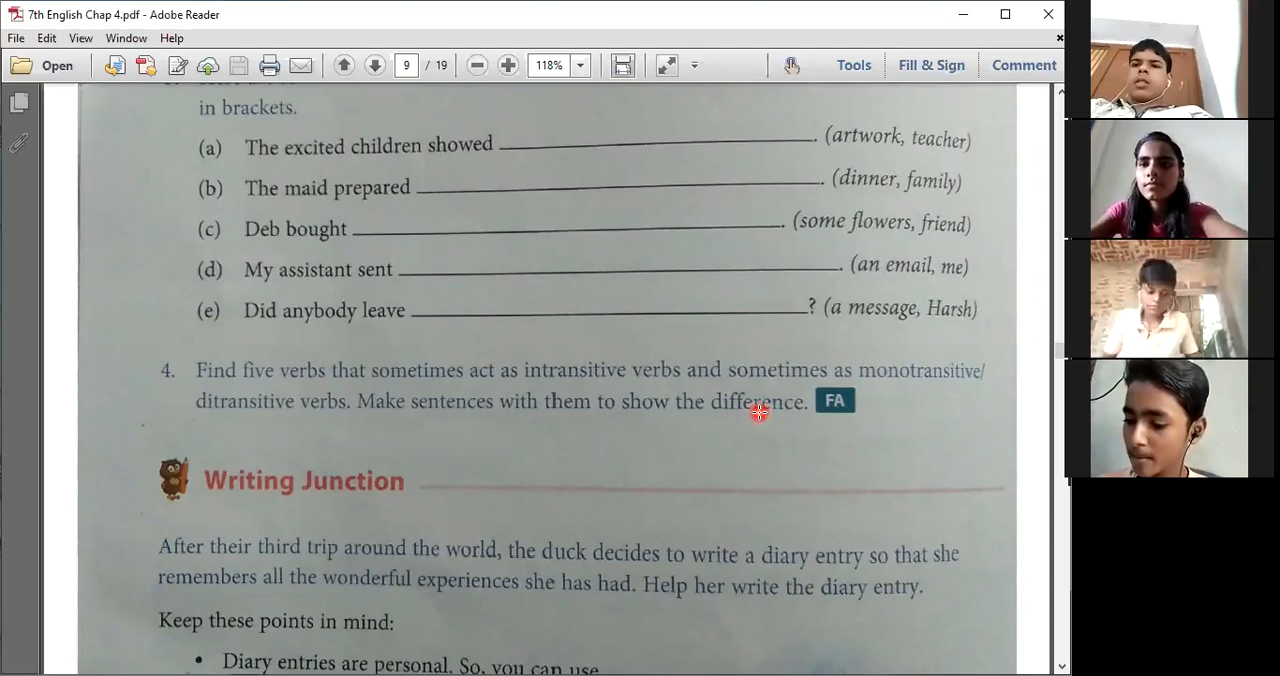 7th English Chap 4.pdf - Adobe Reader
File Edit View Window Help
Open 9 / 19 118% Tools Fill & Sign Comment
in brackets.
(a) The excited children showed ____________. (artwork, teacher)
(b) The maid prepared ____________. (dinner, family)
(c) Deb bought ____________. (some flowers, friend)
(d) My assistant sent ____________. (an email, me)
(e) Did anybody leave ____________? (a message, Harsh)
4. Find five verbs that sometimes act as intransitive verbs and sometimes as monotransitive/
ditransitive verbs. Make sentences with them to show the difference. FA
Writing Junction
After their third trip around the world, the duck decides to write a diary entry so that she
remembers all the wonderful experiences she has had. Help her write the diary entry.
Keep these points in mind:
• Diary entries are personal. So, you can use